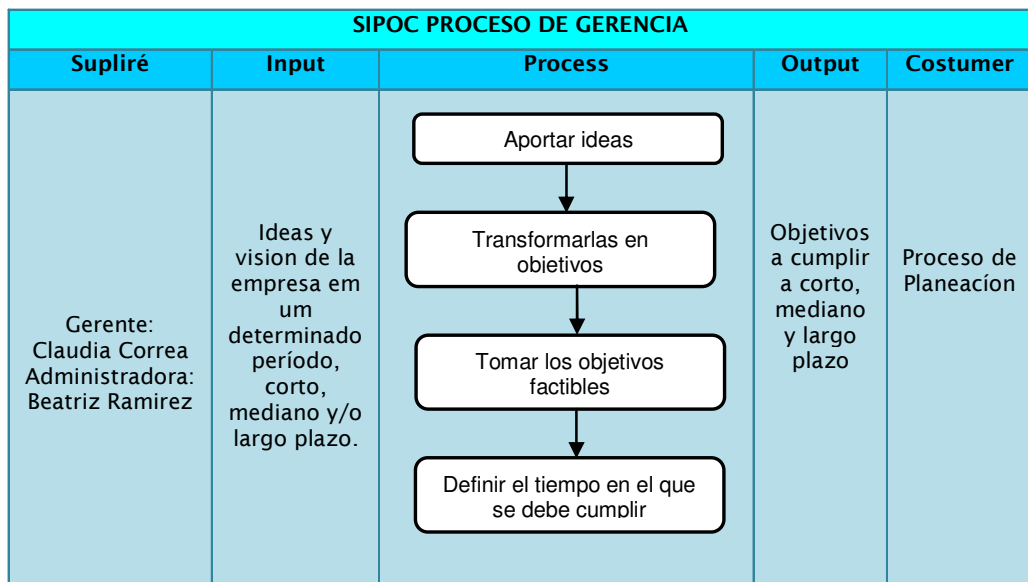 SIPOC PROCESO DE GERENCIA
Supliré
Input
Process
Output
Costumer
Gerente:
Claudia Correa
Administradora:
Beatriz Ramirez
Ideas y
vision de la
empresa em
um
determinado
período,
corto,
mediano y/o
largo plazo.
Aportar ideas
Transformarlas en
objetivos
Tomar los objetivos
factibles
Definir el tiempo en el que
se debe cumplir
Objetivos
a cumplir
a corto,
mediano
y largo
plazo
Proceso de
Planeacíon